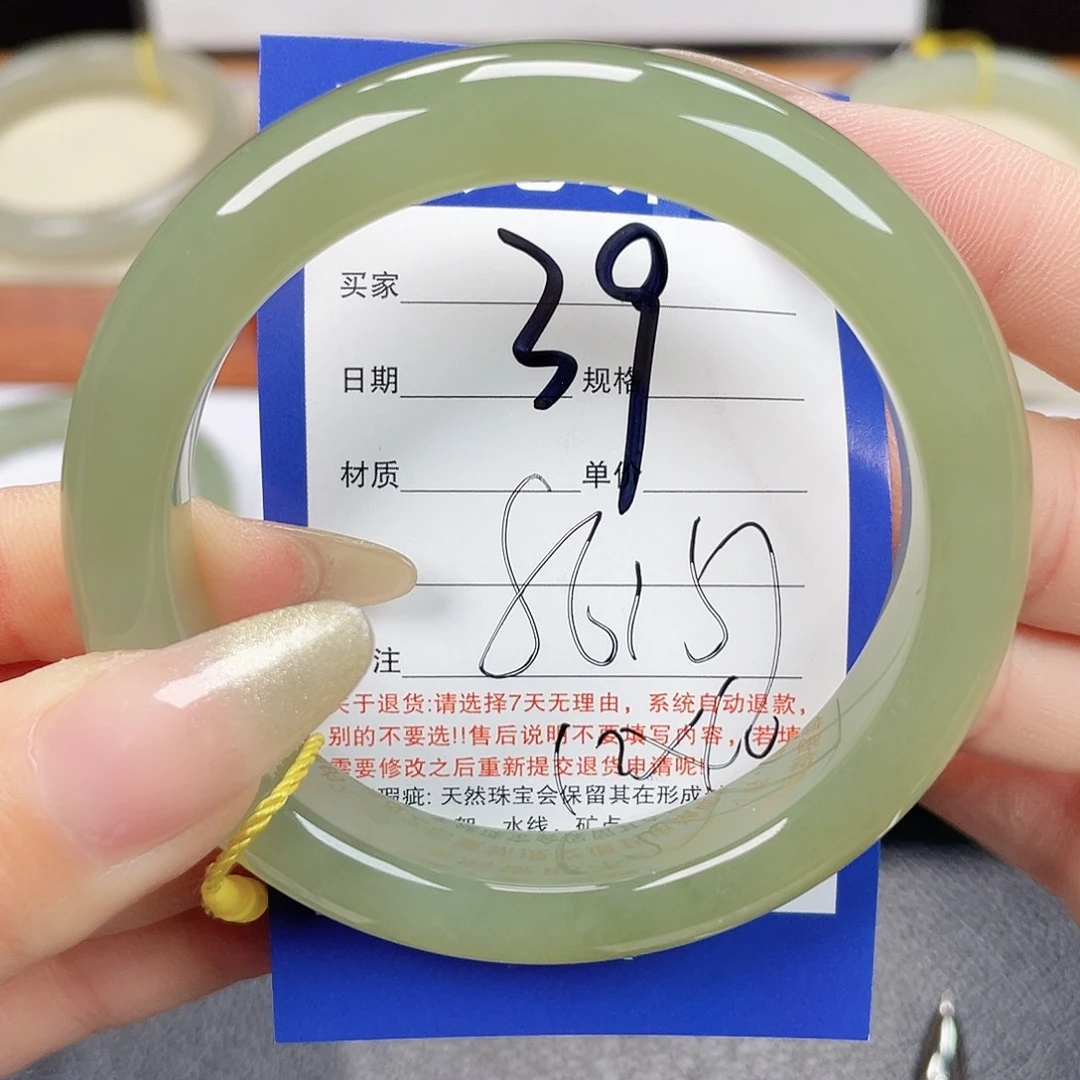 39
买家
日期 规格
材质 单价
8615
注
关于退货:请选择7天无理由，系统自动退款，
别的不要选!!售后说明不要填写内容，若填
需要修改之后重新提交退货申请呢!
瑕疵: 天然珠宝会保留其在形成
水线，矿点